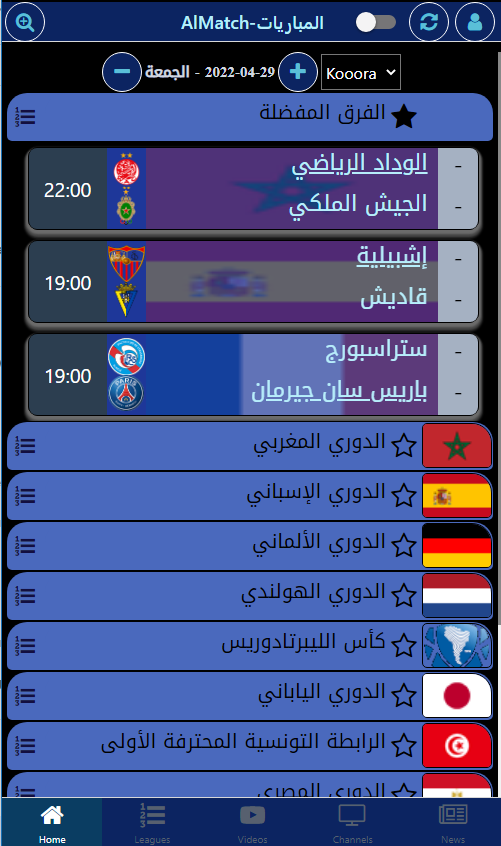 AlMatch-المباريات
الجمعة - 2022-04-29
Kooora
الفرق المفضلة
الوداد الرياضي -
22:00
الجيش الملكي -
إشبيلية -
19:00
قاديش -
ستراسبورج -
19:00
باريس سان جيرمان -
الدوري المغربي
الدوري الإسباني
الدوري الألماني
الدوري الهولندي
كأس الليبرتادوريس
الدوري الياباني
الرابطة التونسية المحترفة الأولى
الدوري المصري
Home
Leagues
Videos
Channels
News